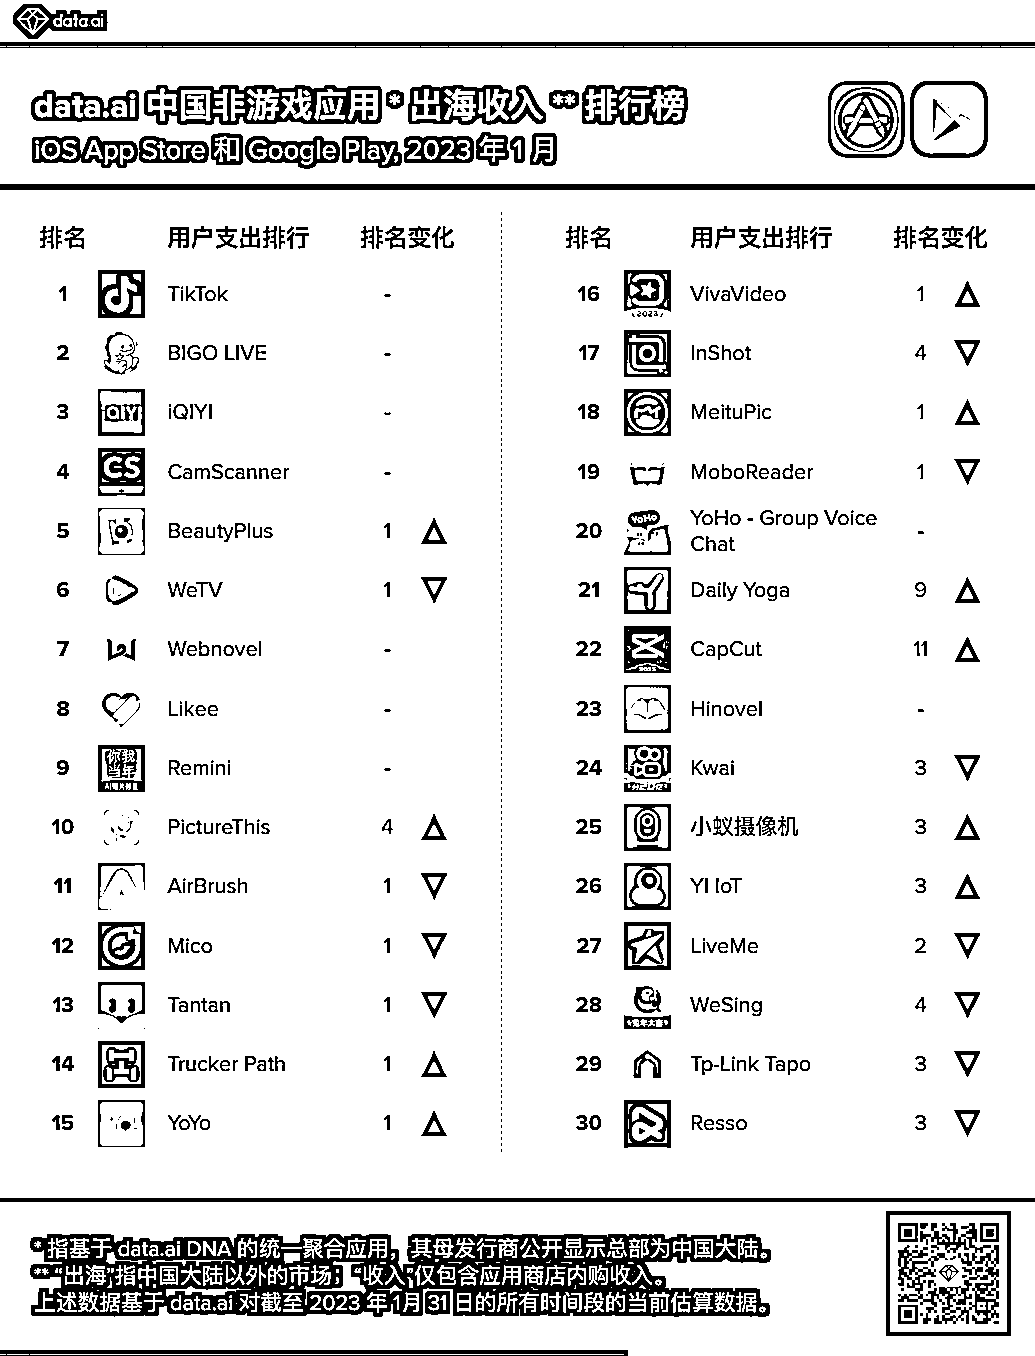 data.ai
data.ai 中国非游戏应用 * 出海收入 ** 排行榜
iOS App Store 和 Google Play, 2023 年 1 月
排名 用户支出排行 排名变化
1 TikTok -
2 BIGO LIVE -
3 iQIYI -
4 CamScanner -
5 BeautyPlus 1
6 WeTV 1
7 Webnovel -
8 Likee -
9 Remini -
10 PictureThis 4
11 AirBrush 1
12 Mico 1
13 Tantan 1
14 Trucker Path 1
15 YoYo 1
排名 用户支出排行 排名变化
16 VivaVideo 1
17 InShot 4
18 MeituPic 1
19 MoboReader 1
20 YoHo - Group Voice Chat -
21 Daily Yoga 9
22 CapCut 11
23 Hinovel -
24 Kwai 3
25 小蚁摄像机 3
26 YI IoT 3
27 LiveMe 2
28 WeSing 4
29 Tp-Link Tapo 3
30 Resso 3
* 指基于 data.ai DNA 的统一聚合应用，其母发行商公开显示总部为中国大陆。
** “出海”指中国大陆以外的市场；“收入”仅包含应用商店内购收入。
上述数据基于 data.ai 对截至 2023 年 1 月 31 日的所有时间段的当前估算数据。